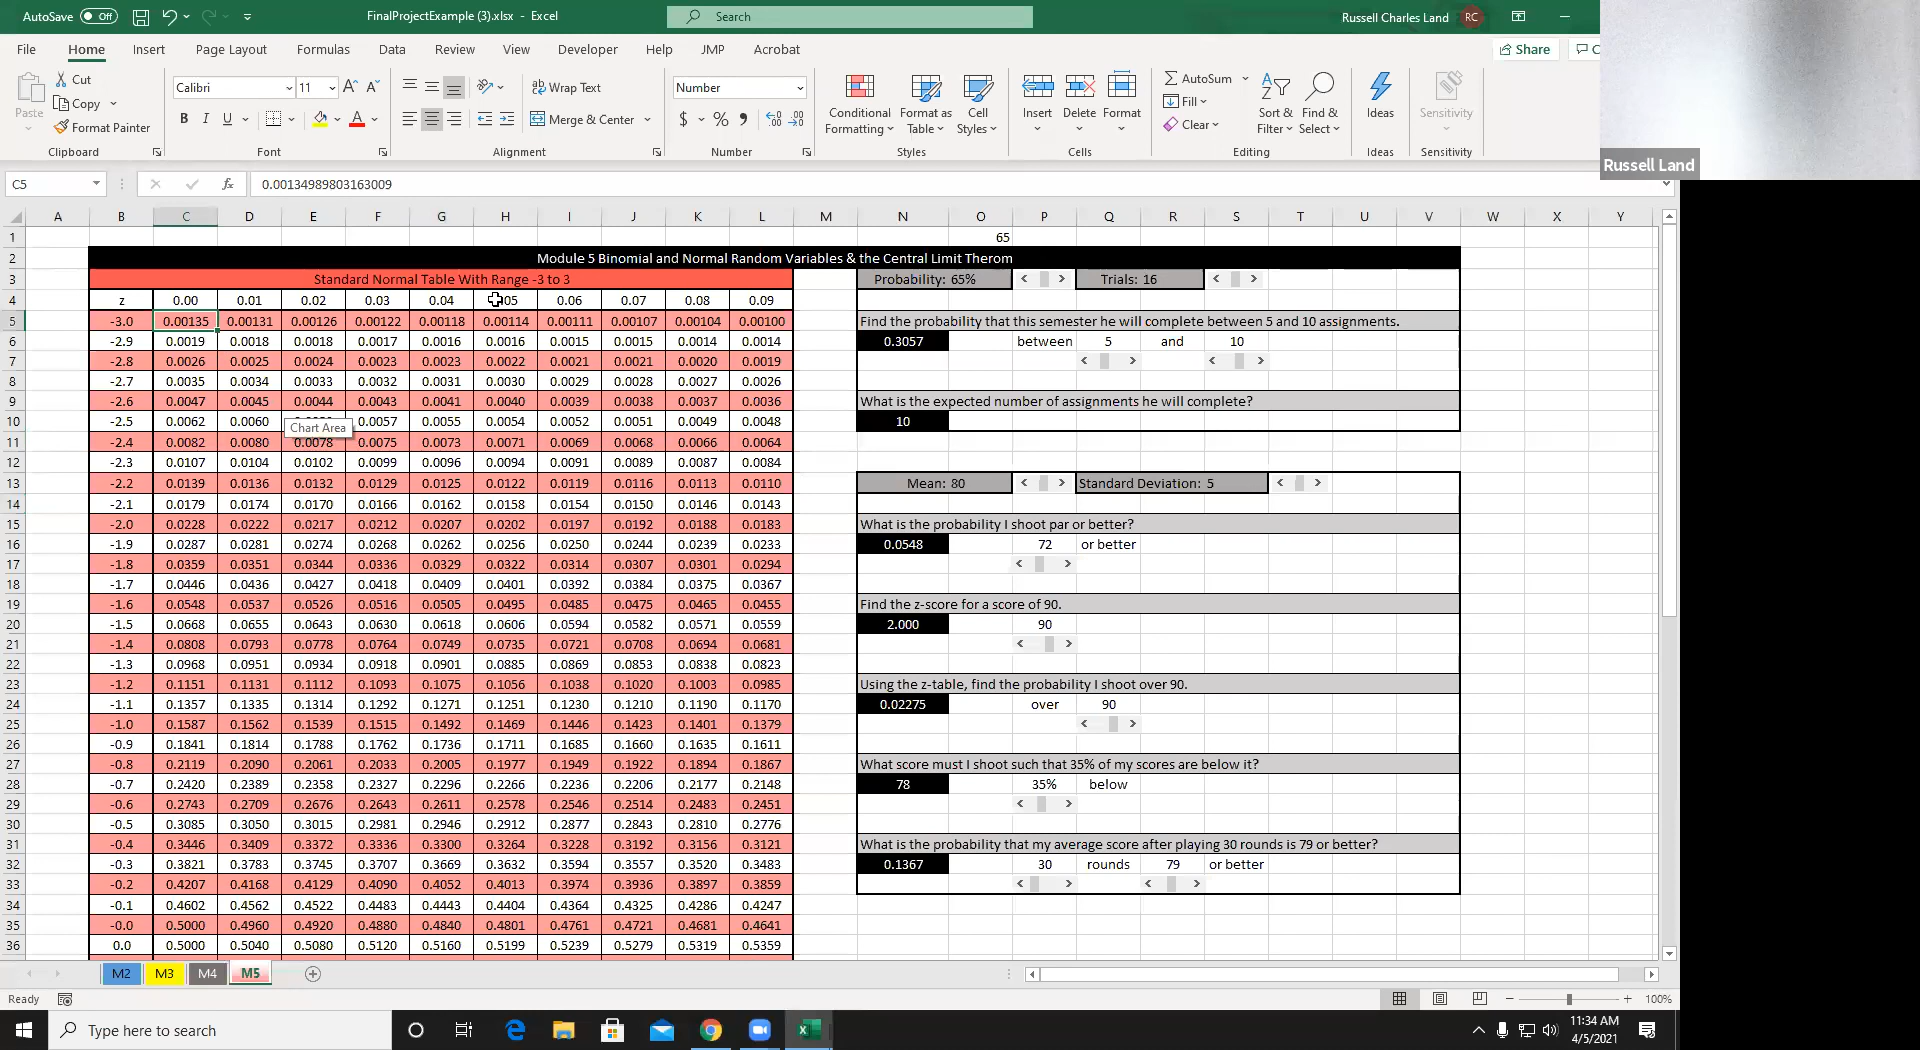 AutoSave Off FinalProjectExample (3).xlsx - Excel Search Russell Charles Land RC
File Home Insert Page Layout Formulas Data Review View Developer Help JMP Acrobat Share
Paste Cut Copy Format Painter Clipboard
Calibri 11 B I U Font
Wrap Text Merge & Center Alignment
Number $ % Number
Conditional Formatting Format as Table Cell Styles Styles
Insert Delete Format Cells
AutoSum Fill Clear Sort & Filter Find & Select Editing
Ideas Ideas
Sensitivity Sensitivity
Russell Land
C5 fx 0.00134989803163009
A B C D E F G H I J K L M N O P Q R S T U V W X Y
1 65
2 Module 5 Binomial and Normal Random Variables & the Central Limit Therom
3 Standard Normal Table With Range -3 to 3 Probability: 65% Trials: 16
4 z 0.00 0.01 0.02 0.03 0.04 05 0.06 0.07 0.08 0.09
5 -3.0 0.00135 0.00131 0.00126 0.00122 0.00118 0.00114 0.00111 0.00107 0.00104 0.00100 Find the probability that this semester he will complete between 5 and 10 assignments.
6 -2.9 0.0019 0.0018 0.0018 0.0017 0.0016 0.0016 0.0015 0.0015 0.0014 0.0014 0.3057 between 5 and 10
7 -2.8 0.0026 0.0025 0.0024 0.0023 0.0023 0.0022 0.0021 0.0021 0.0020 0.0019
8 -2.7 0.0035 0.0034 0.0033 0.0032 0.0031 0.0030 0.0029 0.0028 0.0027 0.0026
9 -2.6 0.0047 0.0045 0.0044 0.0043 0.0041 0.0040 0.0039 0.0038 0.0037 0.0036 What is the expected number of assignments he will complete?
10 -2.5 0.0062 0.0060 0.0057 0.0055 0.0054 0.0052 0.0051 0.0049 0.0048 10
Chart Area
11 -2.4 0.0082 0.0080 0.0078 0.0075 0.0073 0.0071 0.0069 0.0068 0.0066 0.0064
12 -2.3 0.0107 0.0104 0.0102 0.0099 0.0096 0.0094 0.0091 0.0089 0.0087 0.0084
13 -2.2 0.0139 0.0136 0.0132 0.0129 0.0125 0.0122 0.0119 0.0116 0.0113 0.0110 Mean: 80 Standard Deviation: 5
14 -2.1 0.0179 0.0174 0.0170 0.0166 0.0162 0.0158 0.0154 0.0150 0.0146 0.0143
15 -2.0 0.0228 0.0222 0.0217 0.0212 0.0207 0.0202 0.0197 0.0192 0.0188 0.0183 What is the probability I shoot par or better?
16 -1.9 0.0287 0.0281 0.0274 0.0268 0.0262 0.0256 0.0250 0.0244 0.0239 0.0233 0.0548 72 or better
17 -1.8 0.0359 0.0351 0.0344 0.0336 0.0329 0.0322 0.0314 0.0307 0.0301 0.0294
18 -1.7 0.0446 0.0436 0.0427 0.0418 0.0409 0.0401 0.0392 0.0384 0.0375 0.0367
19 -1.6 0.0548 0.0537 0.0526 0.0516 0.0505 0.0495 0.0485 0.0475 0.0465 0.0455 Find the z-score for a score of 90.
20 -1.5 0.0668 0.0655 0.0643 0.0630 0.0618 0.0606 0.0594 0.0582 0.0571 0.0559 2.000 90
21 -1.4 0.0808 0.0793 0.0778 0.0764 0.0749 0.0735 0.0721 0.0708 0.0694 0.0681
22 -1.3 0.0968 0.0951 0.0934 0.0918 0.0901 0.0885 0.0869 0.0853 0.0838 0.0823
23 -1.2 0.1151 0.1131 0.1112 0.1093 0.1075 0.1056 0.1038 0.1020 0.1003 0.0985 Using the z-table, find the probability I shoot over 90.
24 -1.1 0.1357 0.1335 0.1314 0.1292 0.1271 0.1251 0.1230 0.1210 0.1190 0.1170 0.02275 over 90
25 -1.0 0.1587 0.1562 0.1539 0.1515 0.1492 0.1469 0.1446 0.1423 0.1401 0.1379
26 -0.9 0.1841 0.1814 0.1788 0.1762 0.1736 0.1711 0.1685 0.1660 0.1635 0.1611
27 -0.8 0.2119 0.2090 0.2061 0.2033 0.2005 0.1977 0.1949 0.1922 0.1894 0.1867 What score must I shoot such that 35% of my scores are below it?
28 -0.7 0.2420 0.2389 0.2358 0.2327 0.2296 0.2266 0.2236 0.2206 0.2177 0.2148 78 35% below
29 -0.6 0.2743 0.2709 0.2676 0.2643 0.2611 0.2578 0.2546 0.2514 0.2483 0.2451
30 -0.5 0.3085 0.3050 0.3015 0.2981 0.2946 0.2912 0.2877 0.2843 0.2810 0.2776
31 -0.4 0.3446 0.3409 0.3372 0.3336 0.3300 0.3264 0.3228 0.3192 0.3156 0.3121 What is the probability that my average score after playing 30 rounds is 79 or better?
32 -0.3 0.3821 0.3783 0.3745 0.3707 0.3669 0.3632 0.3594 0.3557 0.3520 0.3483 0.1367 30 rounds 79 or better
33 -0.2 0.4207 0.4168 0.4129 0.4090 0.4052 0.4013 0.3974 0.3936 0.3897 0.3859
34 -0.1 0.4602 0.4562 0.4522 0.4483 0.4443 0.4404 0.4364 0.4325 0.4286 0.4247
35 -0.0 0.5000 0.4960 0.4920 0.4880 0.4840 0.4801 0.4761 0.4721 0.4681 0.4641
36 0.0 0.5000 0.5040 0.5080 0.5120 0.5160 0.5199 0.5239 0.5279 0.5319 0.5359
M2 M3 M4 M5
Ready 100%
Type here to search 11:34 AM
4/5/2021